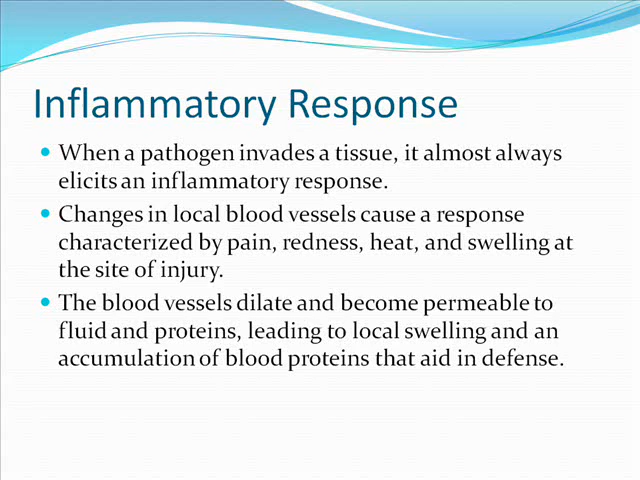 Inflammatory Response
• When a pathogen invades a tissue, it almost always
elicits an inflammatory response.
• Changes in local blood vessels cause a response
characterized by pain, redness, heat, and swelling at
the site of injury.
• The blood vessels dilate and become permeable to
fluid and proteins, leading to local swelling and an
accumulation of blood proteins that aid in defense.